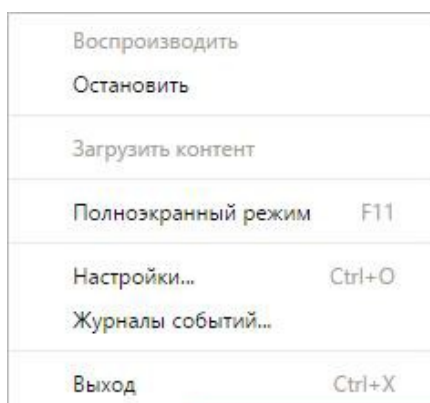 Воспроизводить
Остановить
Загрузить контент
Полноэкранный режим F11
Настройки... Ctrl+O
Журналы событий...
Выход Ctrl+X